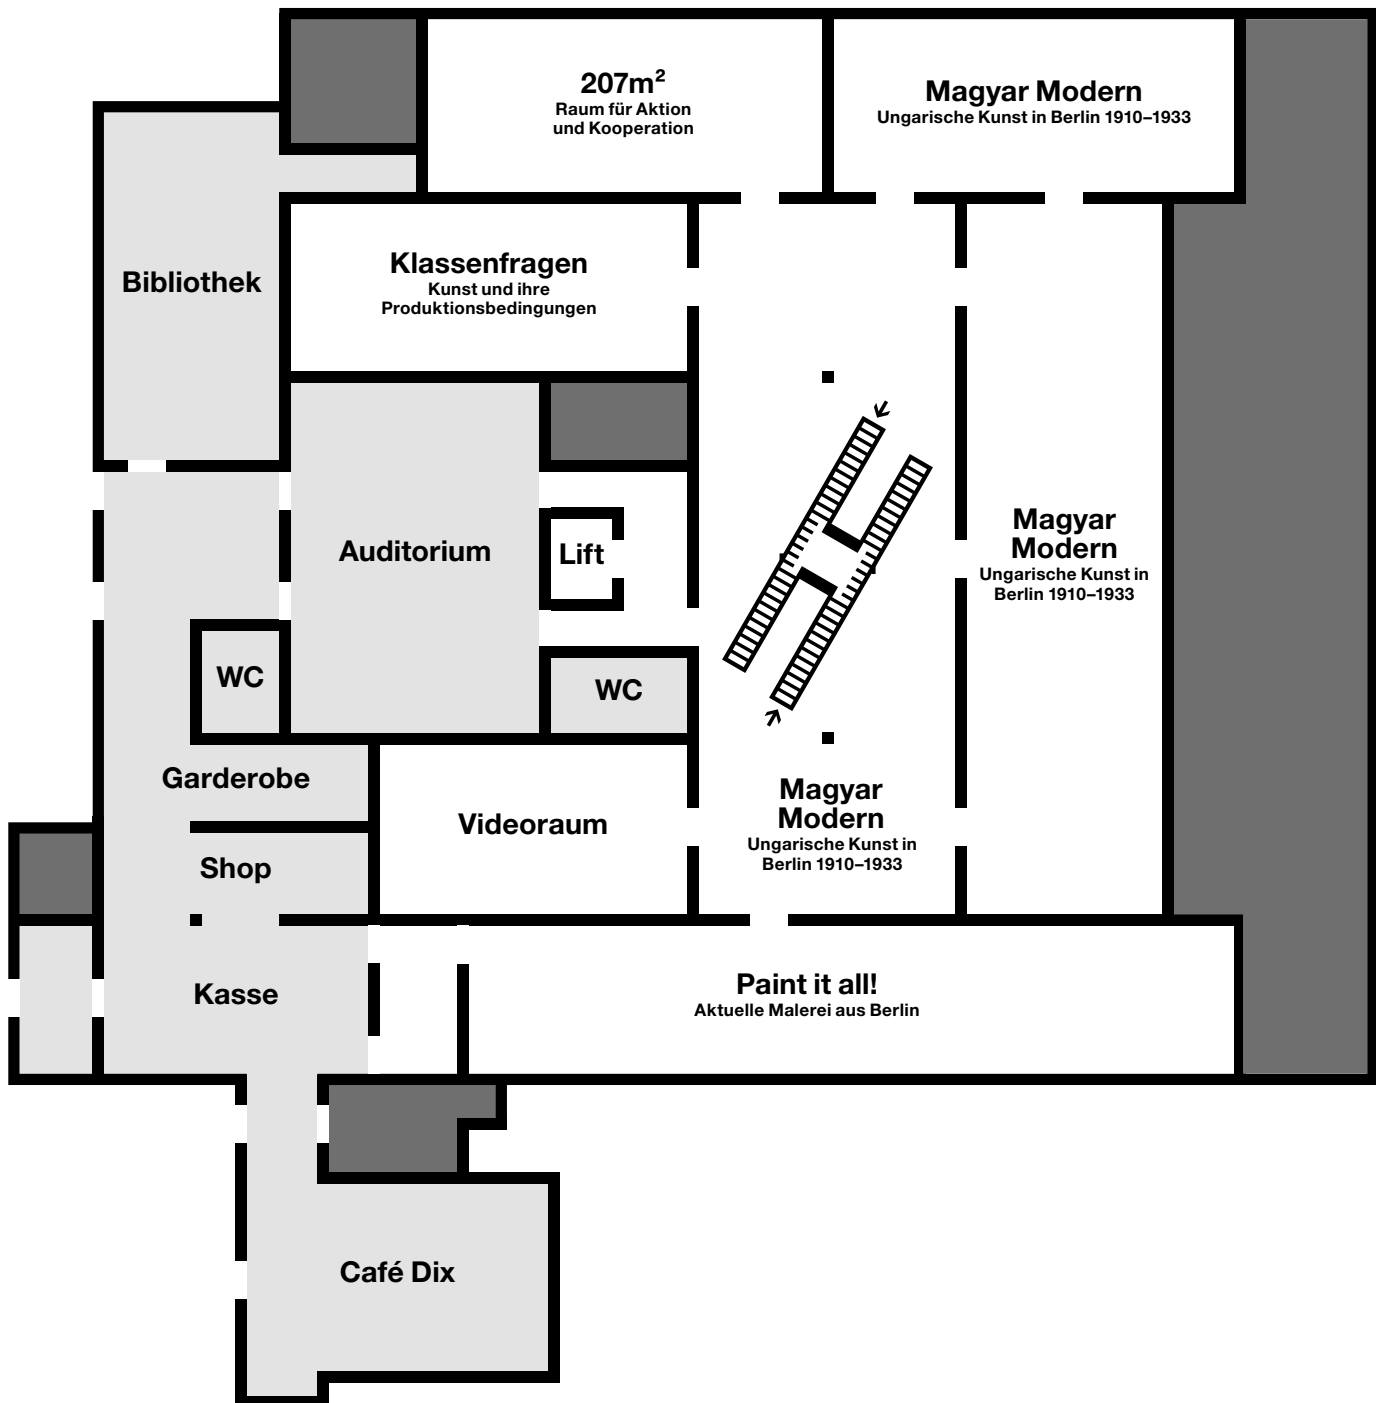 207m²
Raum für Aktion
und Kooperation
Magyar Modern
Ungarische Kunst in Berlin 1910–1933
Bibliothek
Klassenfragen
Kunst und ihre
Produktionsbedingungen
Auditorium
Lift
Magyar
Modern
Ungarische Kunst in
Berlin 1910–1933
WC
WC
Garderobe
Videoraum
Magyar
Modern
Ungarische Kunst in
Berlin 1910–1933
Shop
Kasse
Paint it all!
Aktuelle Malerei aus Berlin
Café Dix